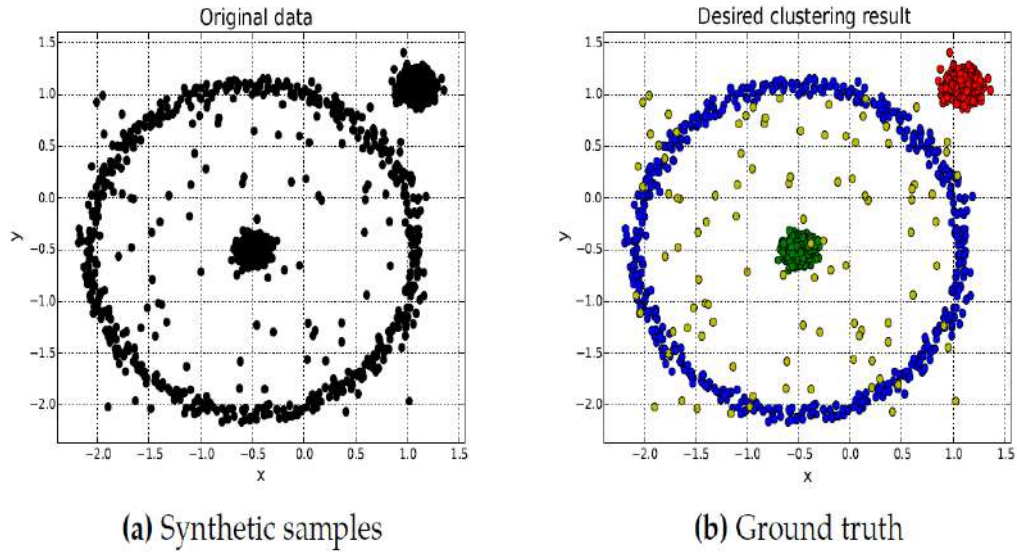 Original data
1.5
1.0
0.5
0.0
−0.5
−1.0
−1.5
−2.0
y
−2.0 −1.5 −1.0 −0.5 0.0 0.5 1.0 1.5
x
(a) Synthetic samples
Desired clustering result
1.5
1.0
0.5
0.0
−0.5
−1.0
−1.5
−2.0
y
−2.0 −1.5 −1.0 −0.5 0.0 0.5 1.0 1.5
x
(b) Ground truth